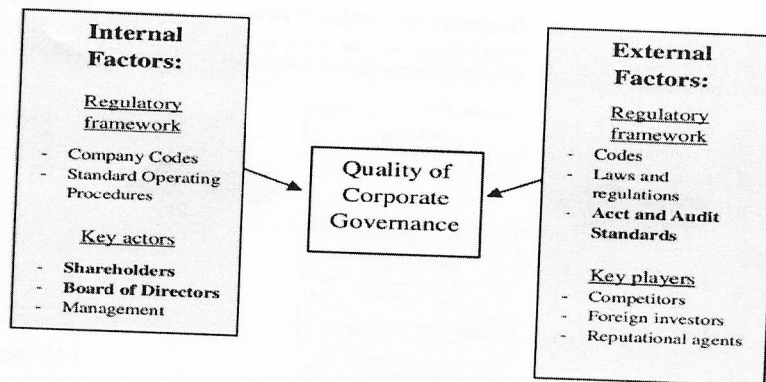 Internal
Factors:
Regulatory
framework
- Company Codes
- Standard Operating
Procedures
Key actors
- Shareholders
- Board of Directors
- Management
Quality of
Corporate
Governance
External
Factors:
Regulatory
framework
- Codes
- Laws and
regulations
- Acct and Audit
Standards
Key players
- Competitors
- Foreign investors
- Reputational agents